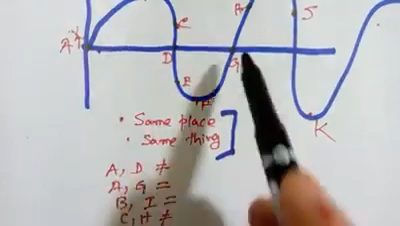 C
S
A
D
G
E
F
K
• Same place
• Same thing
A, D ≠
A, G =
B, I =
C, H ≠